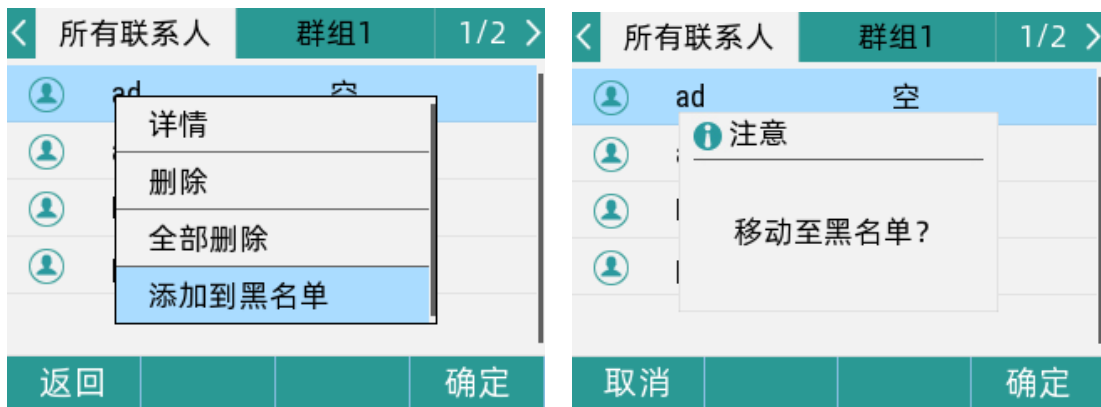 所有联系人 群组1 1/2
ad 空
详情
删除
全部删除
添加到黑名单
返回 确定
所有联系人 群组1 1/2
ad 空
注意
移动至黑名单?
取消 确定